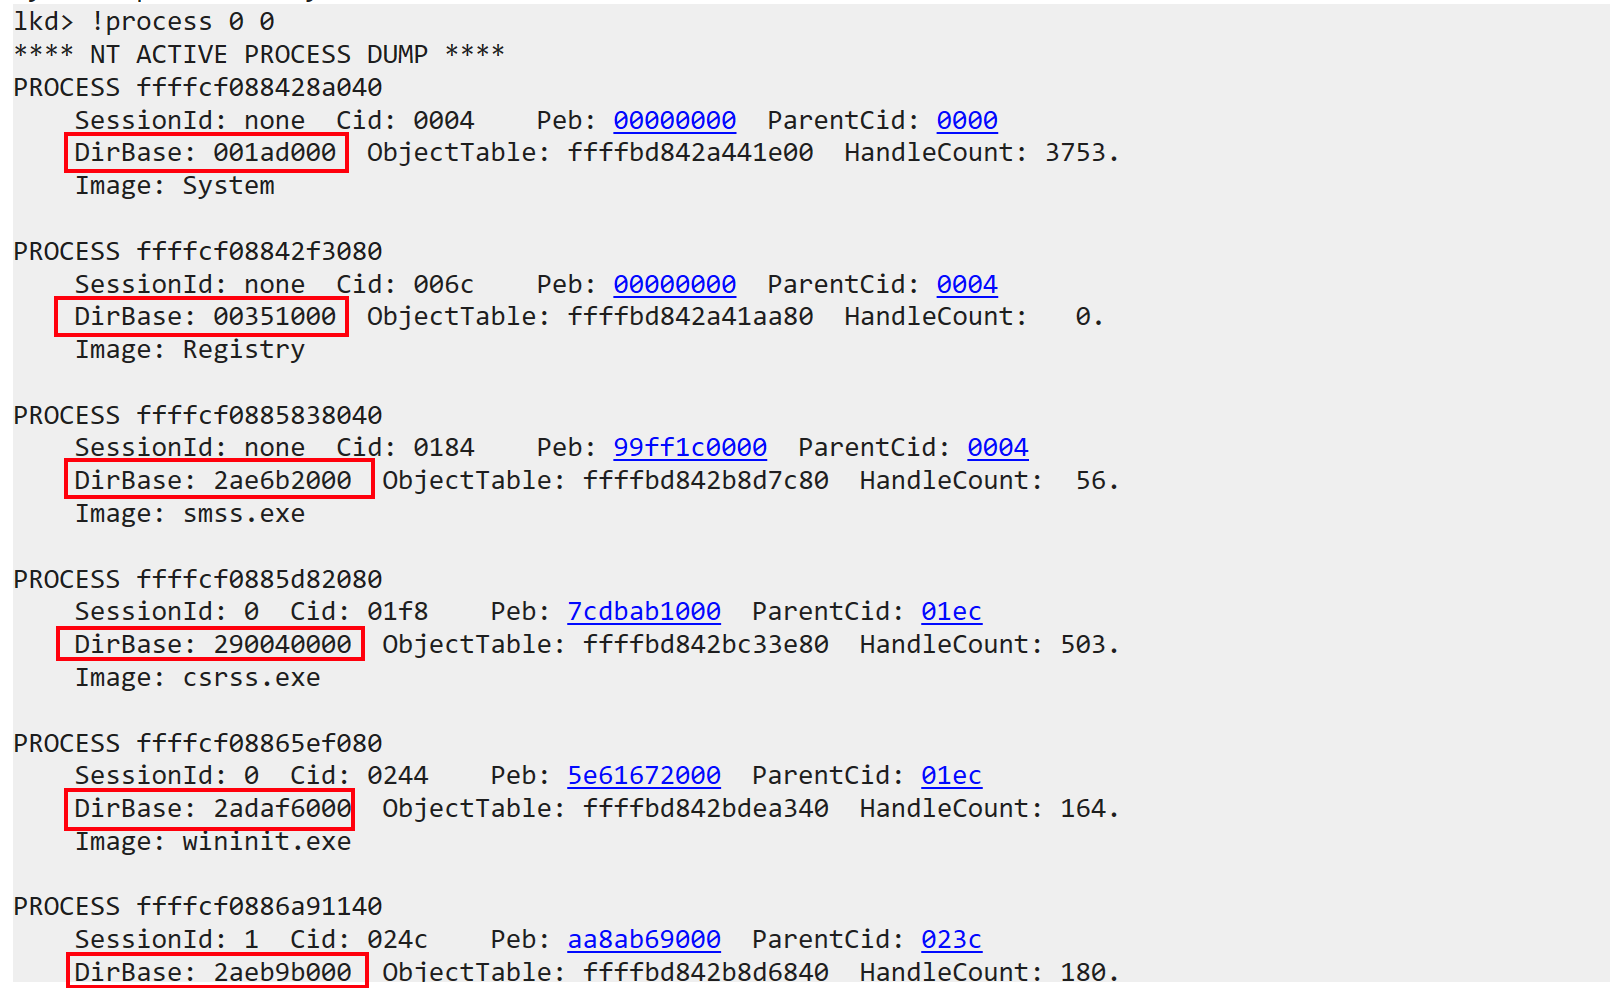 lkd> !process 0 0
**** NT ACTIVE PROCESS DUMP ****
PROCESS ffffcf088428a040
    SessionId: none  Cid: 0004    Peb: 00000000  ParentCid: 0000
    DirBase: 001ad000  ObjectTable: ffffbd842a441e00  HandleCount: 3753.
    Image: System

PROCESS ffffcf08842f3080
    SessionId: none  Cid: 006c    Peb: 00000000  ParentCid: 0004
    DirBase: 00351000  ObjectTable: ffffbd842a41aa80  HandleCount:   0.
    Image: Registry

PROCESS ffffcf0885838040
    SessionId: none  Cid: 0184    Peb: 99ff1c0000  ParentCid: 0004
    DirBase: 2ae6b2000  ObjectTable: ffffbd842b8d7c80  HandleCount:  56.
    Image: smss.exe

PROCESS ffffcf0885d82080
    SessionId: 0  Cid: 01f8    Peb: 7cdbab1000  ParentCid: 01ec
    DirBase: 290040000  ObjectTable: ffffbd842bc33e80  HandleCount: 503.
    Image: csrss.exe

PROCESS ffffcf08865ef080
    SessionId: 0  Cid: 0244    Peb: 5e61672000  ParentCid: 01ec
    DirBase: 2adaf6000  ObjectTable: ffffbd842bdea340  HandleCount: 164.
    Image: wininit.exe

PROCESS ffffcf0886a91140
    SessionId: 1  Cid: 024c    Peb: aa8ab69000  ParentCid: 023c
    DirBase: 2aeb9b000  ObjectTable: ffffbd842b8d6840  HandleCount: 180.